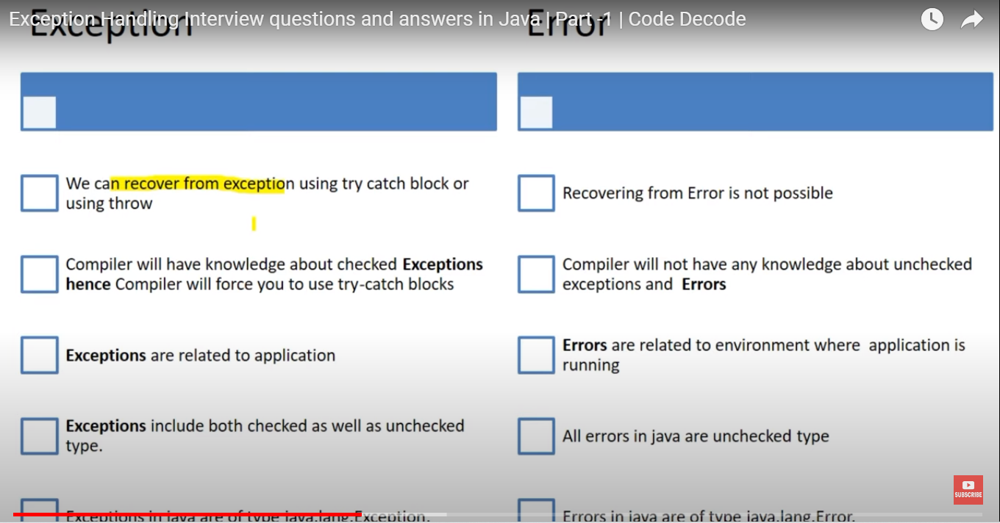 Exception Handling Interview questions and answers in Java | Part -1 | Code Decode
Exception
Error
We can recover from exception using try catch block or
using throw
Recovering from Error is not possible
Compiler will have knowledge about checked Exceptions
hence Compiler will force you to use try-catch blocks
Compiler will not have any knowledge about unchecked
exceptions and Errors
Exceptions are related to application
Errors are related to environment where application is
running
Exceptions include both checked as well as unchecked
type.
All errors in java are unchecked type
Exceptions in java are of type java.lang.Exception.
Errors in java are of type java.lang.Error.
SUBSCRIBE